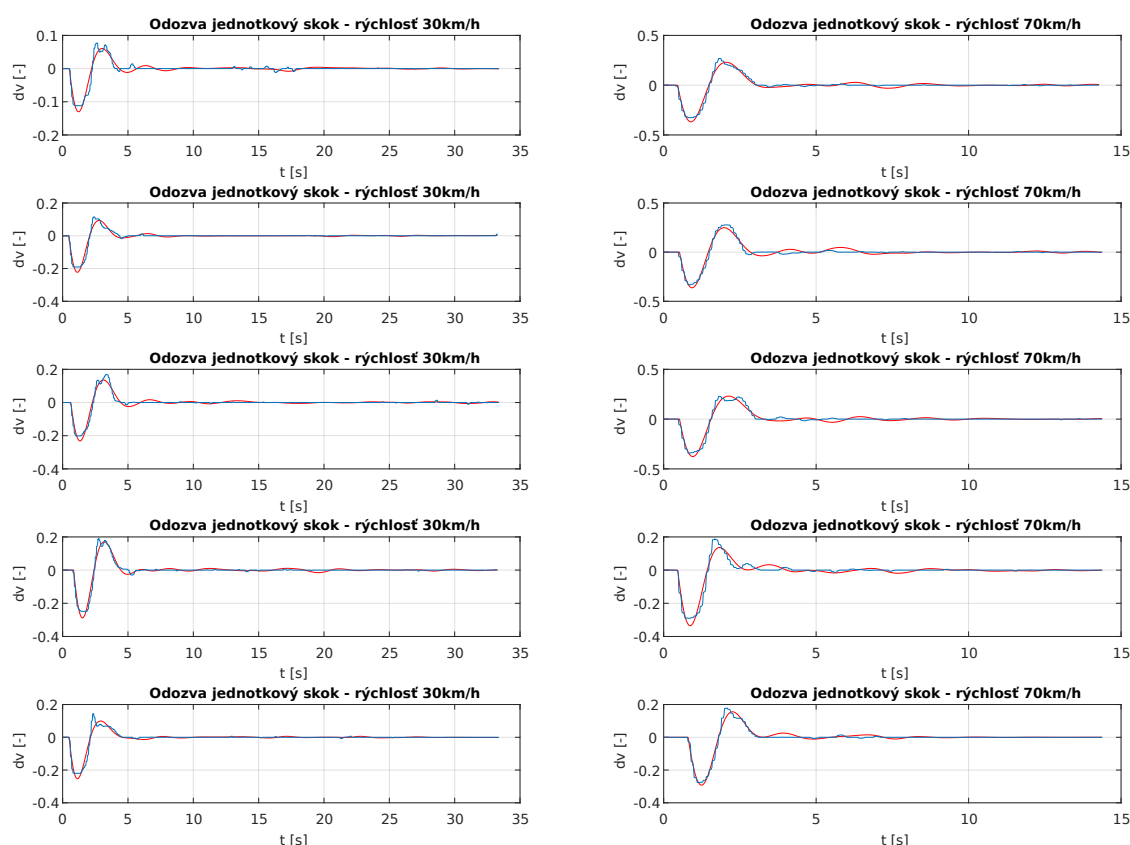 Odozva jednotkový skok - rýchlosť 30km/h
0.1
0
-0.1
-0.2
dv [-]
0 5 10 15 20 25 30 35
t [s]
Odozva jednotkový skok - rýchlosť 70km/h
0.5
0
-0.5
dv [-]
0 5 10 15
t [s]
Odozva jednotkový skok - rýchlosť 30km/h
0.2
0
-0.2
-0.4
dv [-]
0 5 10 15 20 25 30 35
t [s]
Odozva jednotkový skok - rýchlosť 70km/h
0.5
0
-0.5
dv [-]
0 5 10 15
t [s]
Odozva jednotkový skok - rýchlosť 30km/h
0.2
0
-0.2
-0.4
dv [-]
0 5 10 15 20 25 30 35
t [s]
Odozva jednotkový skok - rýchlosť 70km/h
0.5
0
-0.5
dv [-]
0 5 10 15
t [s]
Odozva jednotkový skok - rýchlosť 30km/h
0.2
0
-0.2
-0.4
dv [-]
0 5 10 15 20 25 30 35
t [s]
Odozva jednotkový skok - rýchlosť 70km/h
0.2
0
-0.2
-0.4
dv [-]
0 5 10 15
t [s]
Odozva jednotkový skok - rýchlosť 30km/h
0.2
0
-0.2
-0.4
dv [-]
0 5 10 15 20 25 30 35
t [s]
Odozva jednotkový skok - rýchlosť 70km/h
0.2
0
-0.2
-0.4
dv [-]
0 5 10 15
t [s]